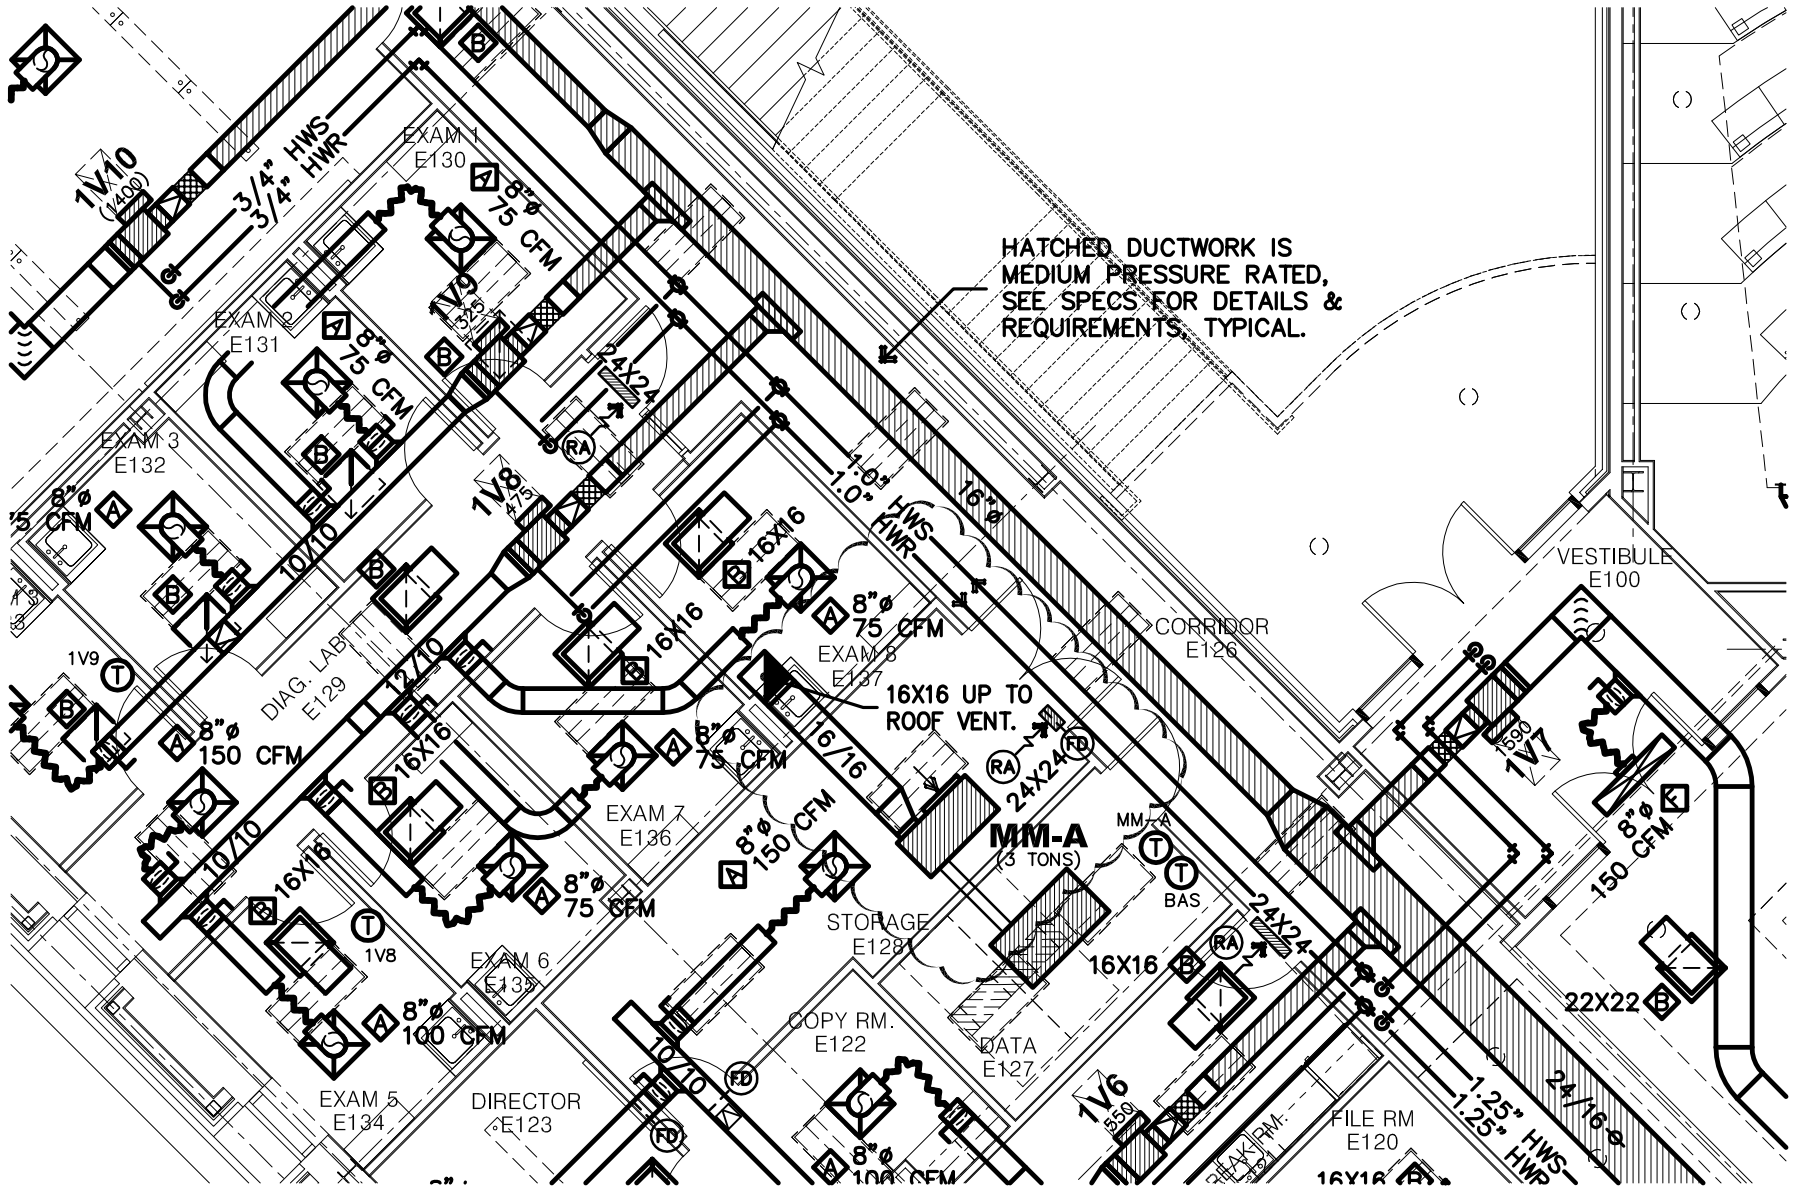 B
3/4" HWS
3/4" HWR
1V10
(1400)
EXAM 1
E130
A
8"ø
75 CFM
HATCHED DUCTWORK IS
MEDIUM PRESSURE RATED,
SEE SPECS FOR DETAILS &
REQUIREMENTS, TYPICAL.
1V9
325
B
EXAM 2
E131
A
8"ø
75 CFM
24X24
RA
B
EXAM 3
E132
8"ø
75 CFM
A
B
10/10
1V8
475
B
16X16
B
1.0" HWS
1.0" HWR
16"ø
VESTIBULE
E100
1V9
T
B
DIAG. LAB
E129
12/10
16X16
B
A
8"ø
75 CFM
EXAM 8
E137
16X16 UP TO
ROOF VENT.
CORRIDOR
E126
A
8"ø
150 CFM
16X16
B
A
8"ø
75 CFM
16/16
RA
24X24
FD
1590
1V7
F
8"ø
150 CFM
EXAM 7
E136
A
8"ø
150 CFM
MM-A
(3 TONS)
MM-A
T
T
BAS
10/10
16X16
B
T
1V8
A
8"ø
75 CFM
STORAGE
E128
24X24
RA
16X16
B
22X22
B
EXAM 6
E135
A
8"ø
100 CFM
COPY RM.
E122
DATA
E127
10/10
FD
FD
EXAM 5
E134
DIRECTOR
E123
1V6
550
A
8"ø
100 CFM
FILE RM
E120
16X16
B
1.25" HWS
1.25" HWR
24/16 ø